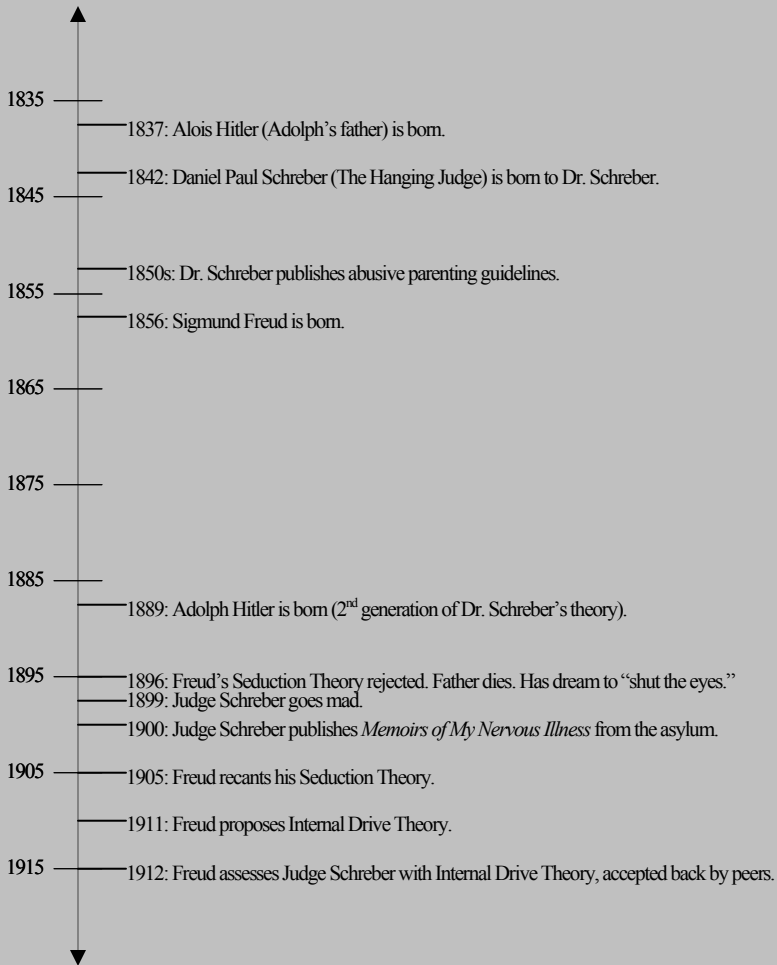 1835
1837: Alois Hitler (Adolph’s father) is born.
1842: Daniel Paul Schreber (The Hanging Judge) is born to Dr. Schreber.
1845
1850s: Dr. Schreber publishes abusive parenting guidelines.
1855
1856: Sigmund Freud is born.
1865
1875
1885
1889: Adolph Hitler is born (2nd generation of Dr. Schreber’s theory).
1895
1896: Freud’s Seduction Theory rejected. Father dies. Has dream to “shut the eyes.”
1899: Judge Schreber goes mad.
1900: Judge Schreber publishes Memoirs of My Nervous Illness from the asylum.
1905
1905: Freud recants his Seduction Theory.
1911: Freud proposes Internal Drive Theory.
1915
1912: Freud assesses Judge Schreber with Internal Drive Theory, accepted back by peers.